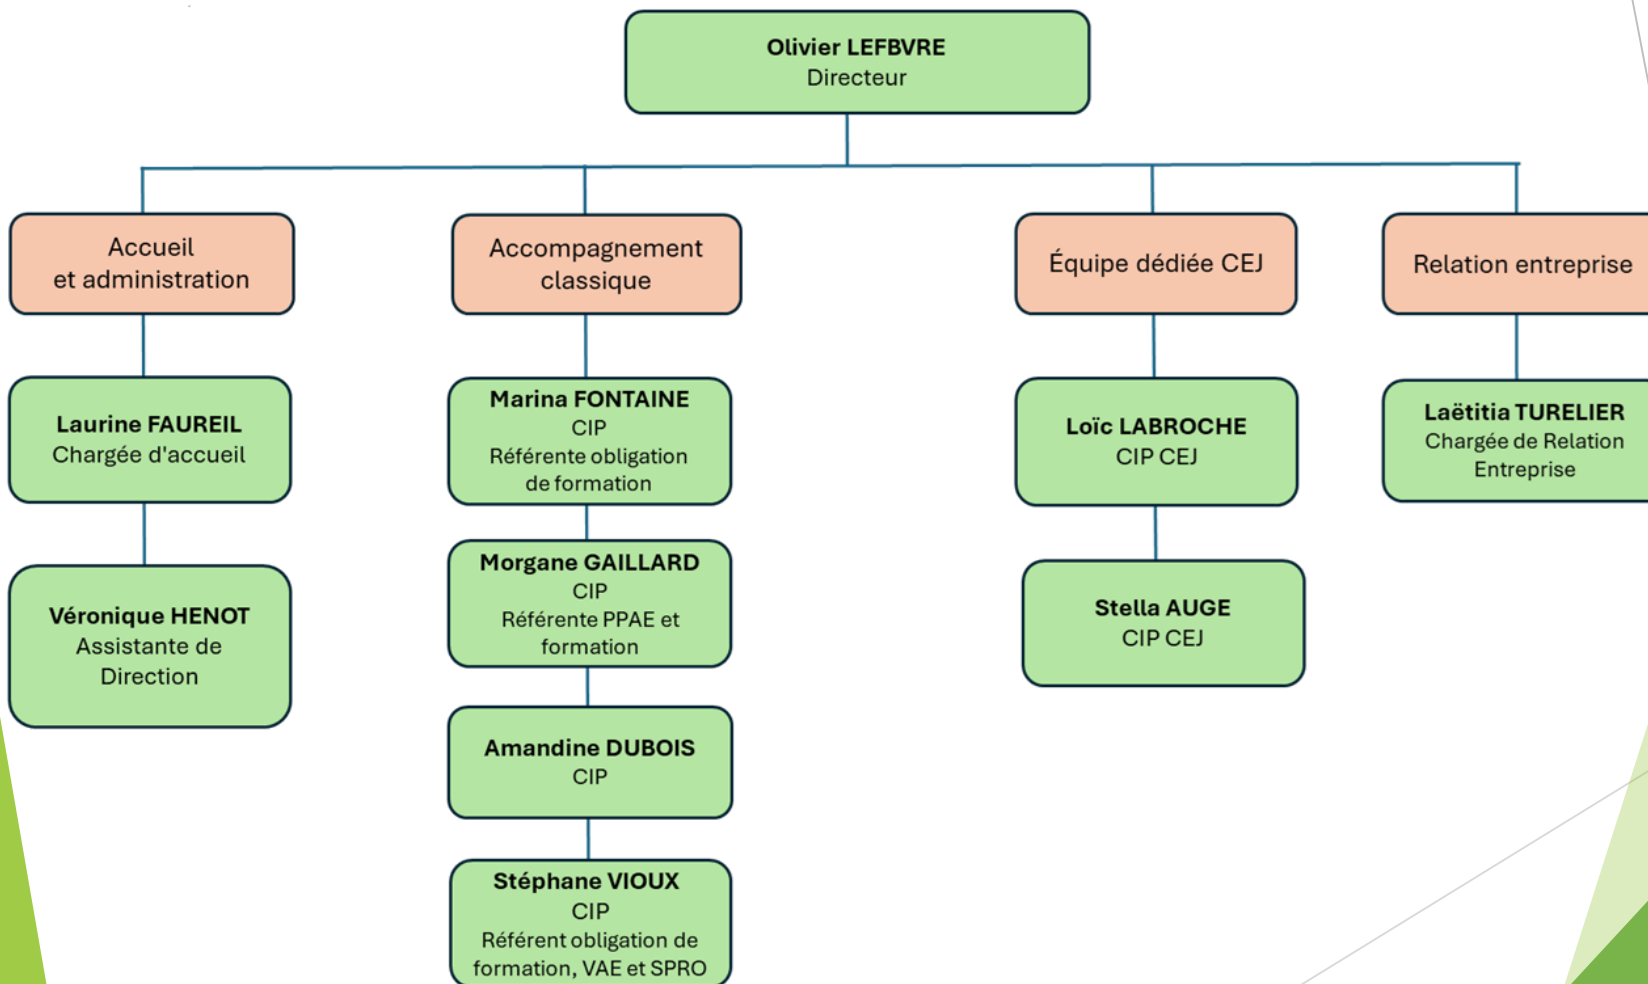 Olivier LEFBVRE
Directeur
Accueil
et administration
Laurine FAUREIL
Chargée d'accueil
Véronique HENOT
Assistante de
Direction
Accompagnement
classique
Marina FONTAINE
CIP
Référente obligation
de formation
Morgane GAILLARD
CIP
Référente PPAE et
formation
Amandine DUBOIS
CIP
Stéphane VIOUX
CIP
Référent obligation de
formation, VAE et SPRO
Équipe dédiée CEJ
Loïc LABROCHE
CIP CEJ
Stella AUGE
CIP CEJ
Relation entreprise
Laëtitia TURELIER
Chargée de Relation
Entreprise